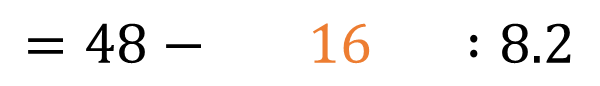 = 48 − 16 : 8.2